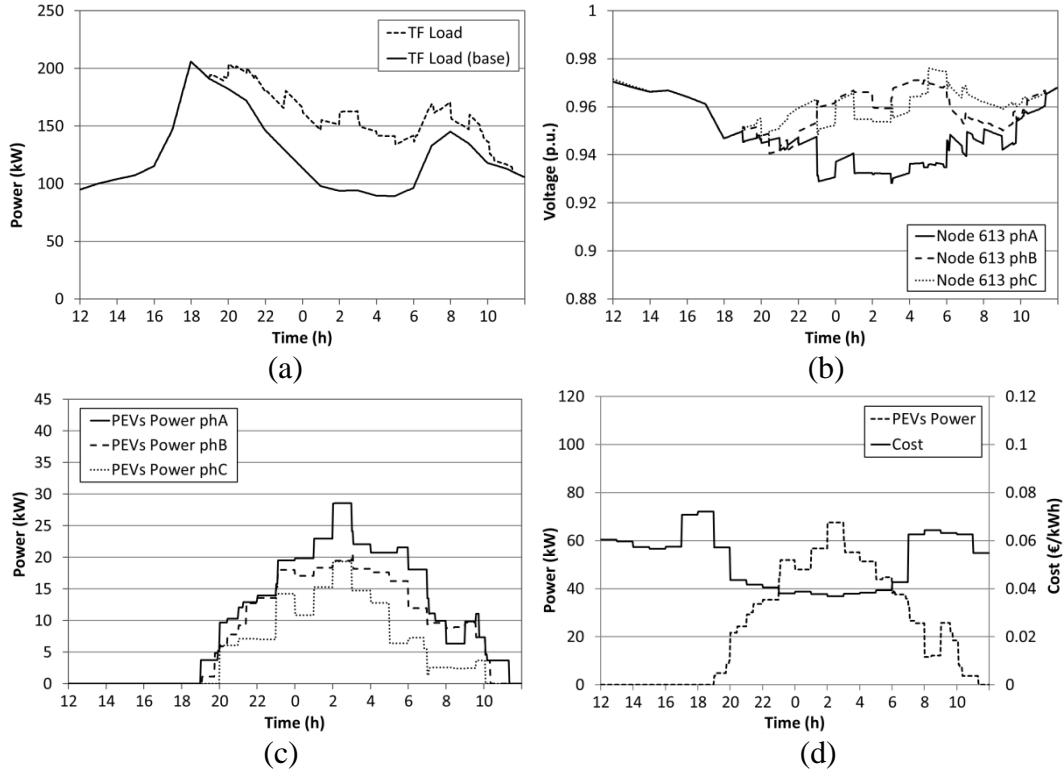 250
200
150
100
50
0
Power (kW)
TF Load
TF Load (base)
12 14 16 18 20 22 0 2 4 6 8 10
Time (h)
(a)
1
0.98
0.96
0.94
0.92
0.9
0.88
Voltage (p.u.)
Node 613 phA
Node 613 phB
Node 613 phC
12 14 16 18 20 22 0 2 4 6 8 10
Time (h)
(b)
45
40
35
30
25
20
15
10
5
0
Power (kW)
PEVs Power phA
PEVs Power phB
PEVs Power phC
12 14 16 18 20 22 0 2 4 6 8 10
Time (h)
(c)
120
100
80
60
40
20
0
Power (kW)
PEVs Power
Cost
0.12
0.1
0.08
0.06
0.04
0.02
0
Cost (€/kWh)
12 14 16 18 20 22 0 2 4 6 8 10
Time (h)
(d)